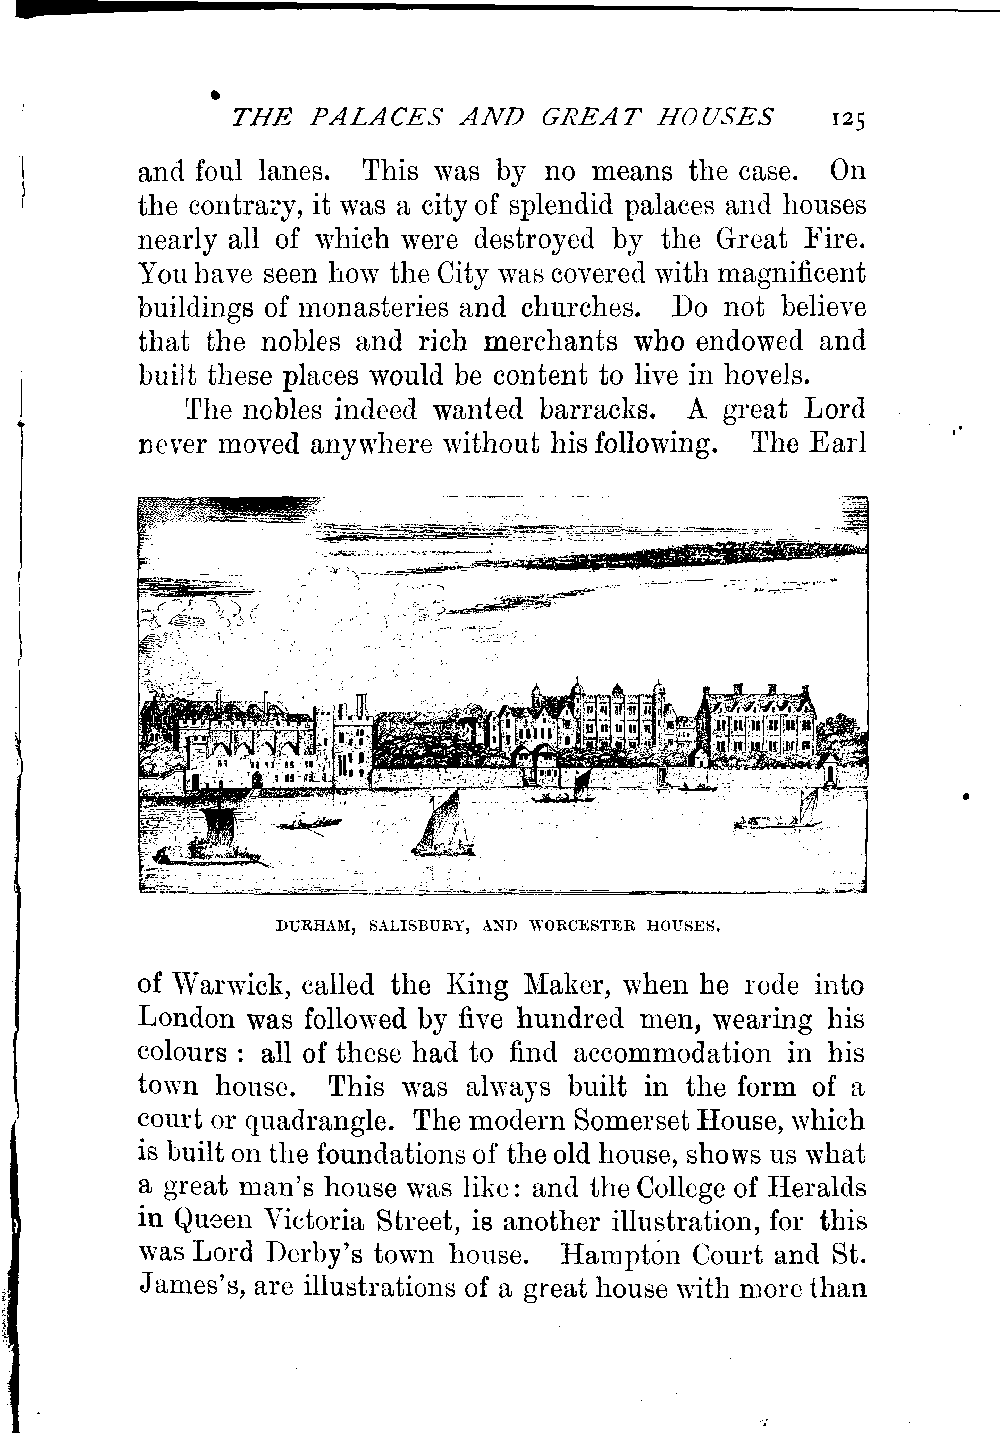 THE PALACES AND GREAT HOUSES 125
and foul lanes. This was by no means the case. On
the contrary, it was a city of splendid palaces and houses
nearly all of which were destroyed by the Great Fire.
You have seen how the City was covered with magnificent
buildings of monasteries and churches. Do not believe
that the nobles and rich merchants who endowed and
built these places would be content to live in hovels.
The nobles indeed wanted barracks. A great Lord
never moved anywhere without his following. The Earl
DURHAM, SALISBURY, AND WORCESTER HOUSES.
of Warwick, called the King Maker, when he rode into
London was followed by five hundred men, wearing his
colours : all of these had to find accommodation in his
town house. This was always built in the form of a
court or quadrangle. The modern Somerset House, which
is built on the foundations of the old house, shows us what
a great man's house was like: and the College of Heralds
in Queen Victoria Street, is another illustration, for this
was Lord Derby's town house. Hampton Court and St.
James's, are illustrations of a great house with more than